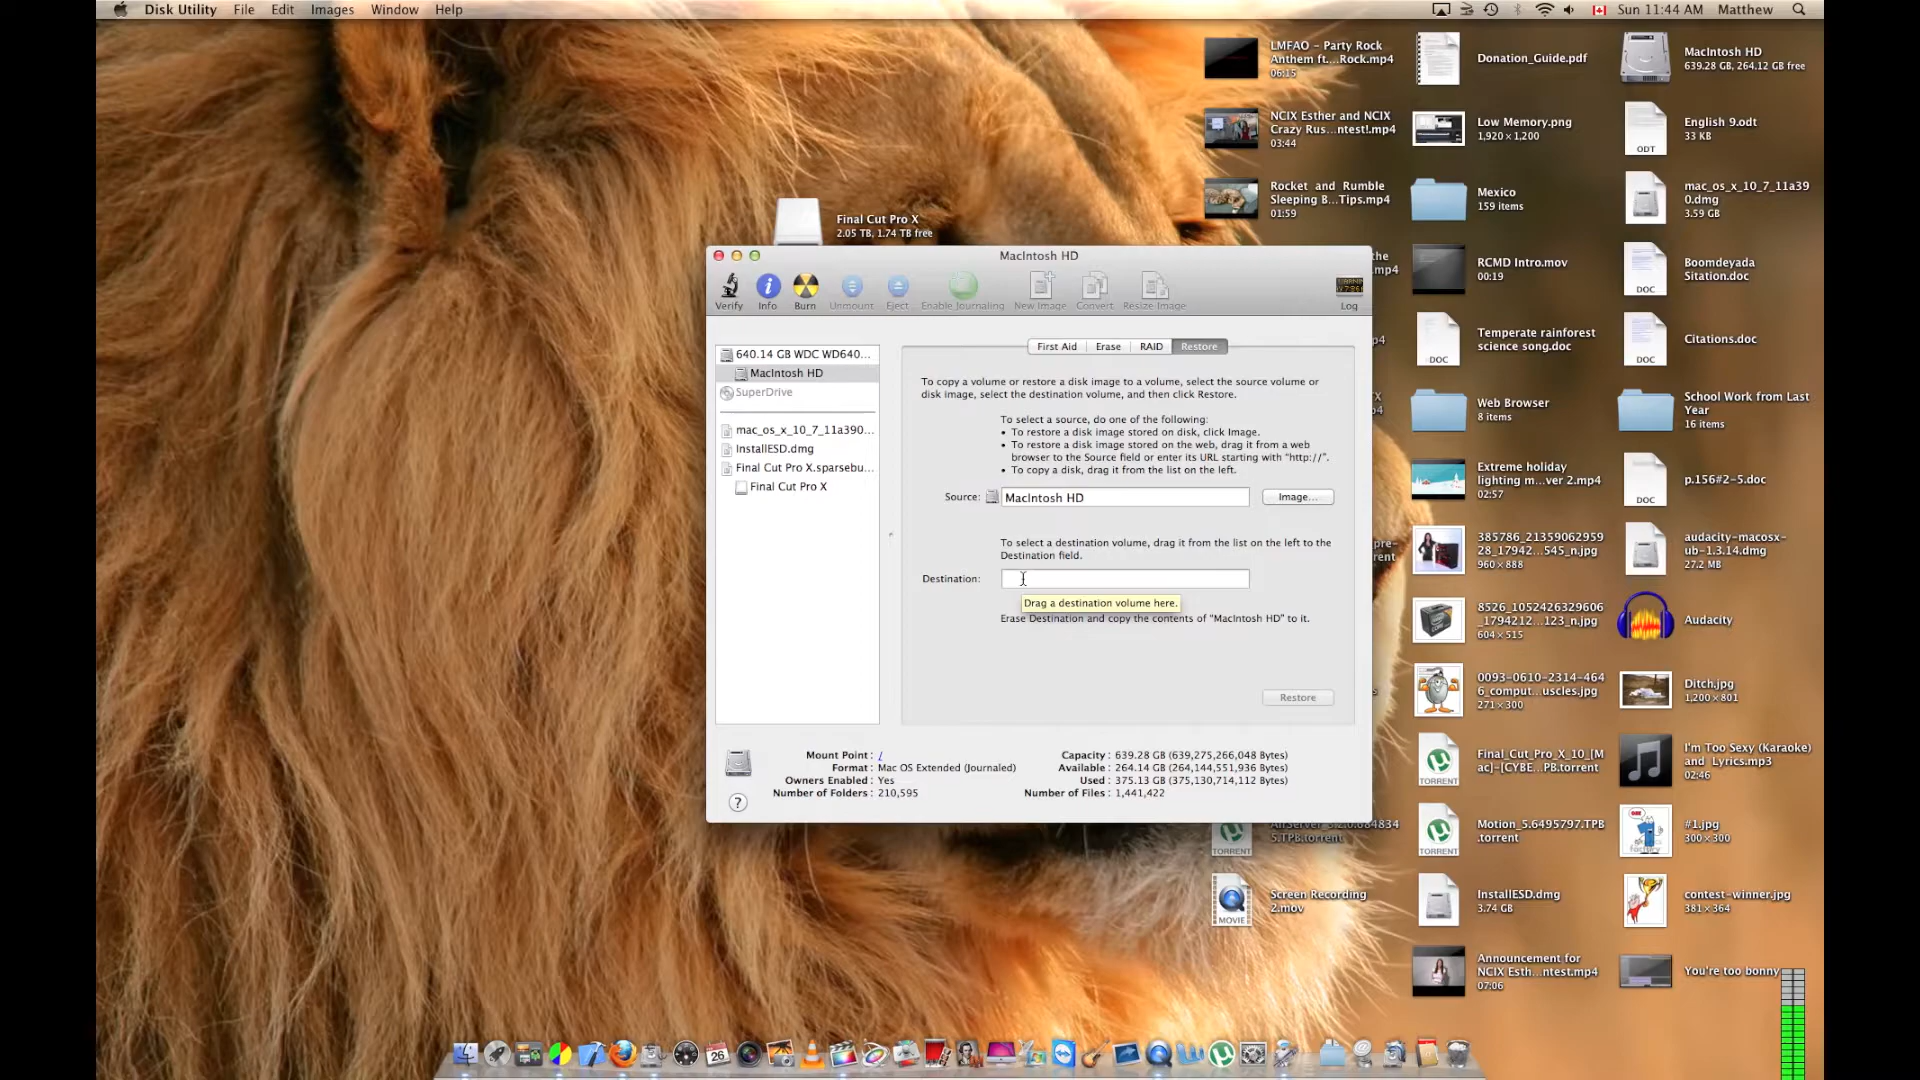 Disk Utility File Edit Images Window Help
Sun 11:44 AM Matthew
LMFAO - Party Rock
Anthem ft....Rock.mp4
06:15
Donation_Guide.pdf
MacIntosh HD
639.28 GB, 264.12 GB free
NCIX Esther and NCIX
Crazy Rus...ntest!.mp4
03:44
Low Memory.png
1,920 × 1,200
English 9.odt
33 KB
ODT
Rocket and Rumble
Sleeping B...Tips.mp4
01:59
Mexico
159 items
mac_os_x_10_7_11a39
0.dmg
3.59 GB
Final Cut Pro X
2.05 TB, 1.74 TB free
RCMD Intro.mov
00:19
Boomdeyada
Sitation.doc
DOC
Temperate rainforest
science song.doc
DOC
Citations.doc
DOC
Web Browser
8 items
School Work from Last
Year
16 items
Extreme holiday
lighting m...ver 2.mp4
02:57
p.156#2-5.doc
DOC
385786_21359062959
28_17942...545_n.jpg
960 × 888
audacity-macosx-
ub-1.3.14.dmg
27.2 MB
8526_1052426329606
_1794212...123_n.jpg
604 × 515
Audacity
0093-0610-2314-464
6_comput...uscles.jpg
271 × 300
Ditch.jpg
1,200 × 801
Final_Cut_Pro_X_10_[M
ac]-[CYBE...PB.torrent
TORRENT
I'm Too Sexy (Karaoke)
and Lyrics.mp3
02:46
5.TPB.torrent
TORRENT
Motion_5.6495797.TPB
.torrent
TORRENT
#1.jpg
300 × 300
Screen Recording
2.mov
MOVIE
InstallESD.dmg
3.74 GB
contest-winner.jpg
381 × 364
Announcement for
NCIX Esth...ntest.mp4
07:06
You're too bonny
MacIntosh HD
Verify Info Burn Unmount Eject Enable Journaling New Image Convert Resize Image Log
640.14 GB WDC WD640...
MacIntosh HD
SuperDrive
mac_os_x_10_7_11a390...
InstallESD.dmg
Final Cut Pro X.sparsebu...
Final Cut Pro X
First Aid Erase RAID Restore
To copy a volume or restore a disk image to a volume, select the source volume or
disk image, select the destination volume, and then click Restore.
To select a source, do one of the following:
• To restore a disk image stored on disk, click Image.
• To restore a disk image stored on the web, drag it from a web
browser to the Source field or enter its URL starting with "http://".
• To copy a disk, drag it from the list on the left.
Source: MacIntosh HD Image...
To select a destination volume, drag it from the list on the left to the
Destination field.
Destination:
Drag a destination volume here.
Erase Destination and copy the contents of "MacIntosh HD" to it.
Restore
Mount Point : /
Format : Mac OS Extended (Journaled)
Owners Enabled : Yes
Number of Folders : 210,595
Capacity : 639.28 GB (639,275,266,048 Bytes)
Available : 264.14 GB (264,144,551,936 Bytes)
Used : 375.13 GB (375,130,714,112 Bytes)
Number of Files : 1,441,422
?
26